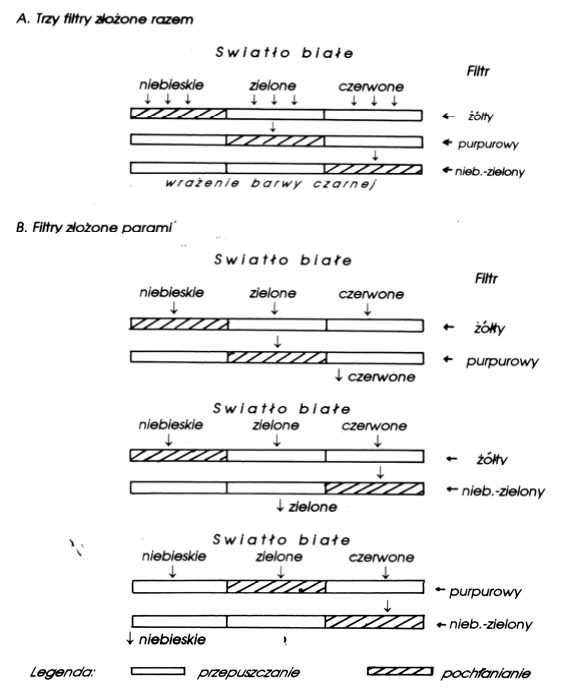 A. Trzy filtry złożone razem
Swiatło białe
niebieskie zielone czerwone Filtr
żółty
purpurowy
nieb.-zielony
wrażenie barwy czarnej
B. Filtry złożone parami
Swiatło białe
Filtr
niebieskie zielone czerwone
żółty
purpurowy
czerwone
Swiatło białe
niebieskie zielone czerwone
żółty
nieb.-zielony
zielone
Swiatło białe
niebieskie zielone czerwone
purpurowy
nieb.-zielony
niebieskie
Legenda: przepuszczanie pochłanianie